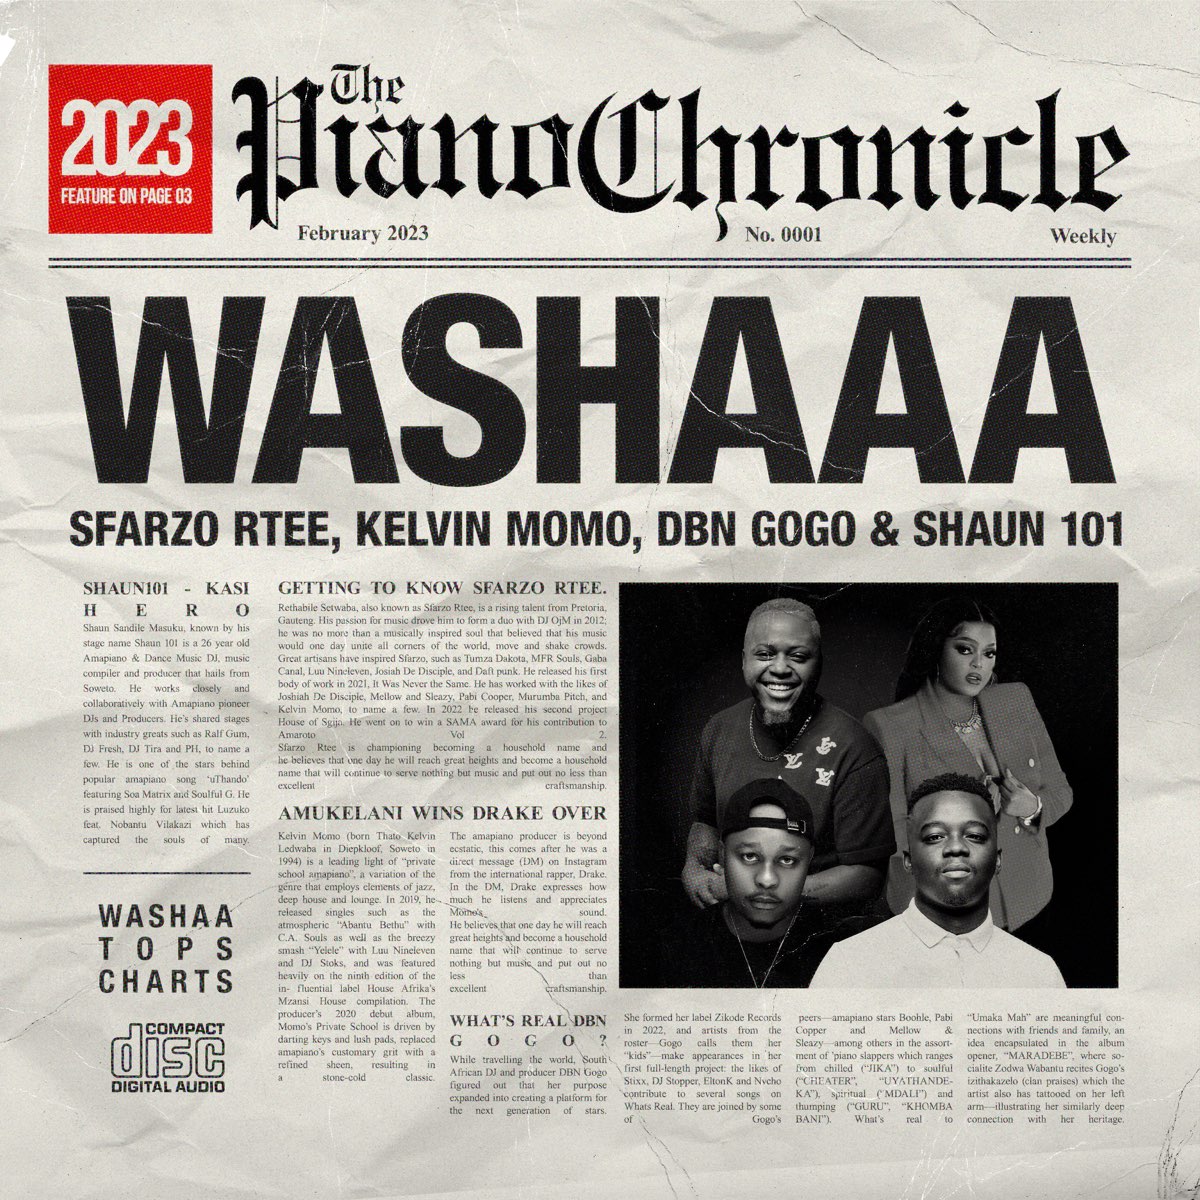 2023
FEATURE ON PAGE 03
The
Piano Chronicle
February 2023
No. 0001
Weekly
WASHAAA
SFARZO RTEE, KELVIN MOMO, DBN GOGO & SHAUN 101
SHAUN101 - KASI
HERO
Shaun Sandile Masuku, known by his
stage name Shaun 101 is a 26 year old
Amapiano & Dance Music DJ, music
compiler and producer that hails from
Soweto. He works closely and
collaboratively with Amapiano pioneer
DJs and Producers. He's shared stages
with industry greats such as Ralf Gum,
DJ Fresh, DJ Tira and PH, to name a
few. He is one of the stars behind
popular amapiano song 'uThando'
featuring Soa Matrix and Soulful G. He
is praised highly for latest hit Luzuko
feat. Nobantu Vilakazi which has
captured the souls of many.
WASHAA
TOPS
CHARTS
COMPACT
disc
DIGITAL AUDIO
GETTING TO KNOW SFARZO RTEE.
Rethabile Setwaba, also known as Sfarzo Rtee, is a rising talent from Pretoria,
Gauteng. His passion for music drove him to form a duo with DJ OjM in 2012;
he was no more than a musically inspired soul that believed that his music
would one day unite all corners of the world, move and shake crowds.
Great artisans have inspired Sfarzo, such as Tumza Dakota, MFR Souls, Gaba
Canal, Luu Nineleven, Josiah De Disciple, and Daft punk. He released his first
body of work in 2021, It Was Never the Same. He has worked with the likes of
Joshiah De Disciple, Mellow and Sleazy, Pabi Cooper, Murumba Pitch, and
Kelvin Momo, to name a few. In 2022 he released his second project
House of Sgijn. He went on to win a SAMA award for his contribution to
Amaroto Vol 2.
Sfarzo Rtee is championing becoming a household name and
he believes that one day he will reach great heights and become a household
name that will continue to serve nothing but music and put out no less than
excellent craftsmanship.
AMUKELANI WINS DRAKE OVER
Kelvin Momo (born Thato Kelvin
Ledwaba in Diepkloof, Soweto in
1994) is a leading light of "private
school amapiano", a variation of the
genre that employs elements of jazz,
deep house and lounge. In 2019, he
released singles such as the
atmospheric "Abantu Bethu" with
C.A. Souls as well as the breezy
smash "Yelele" with Luu Nineleven
and DJ Stoks, and was featured
heavily on the ninth edition of the
in- fluential label House Afrika's
Mzansi House compilation. The
producer's 2020 debut album,
Momo's Private School is driven by
darting keys and lush pads, replaced
amapiano's customary grit with a
refined sheen, resulting in
a stone-cold classic.
The amapiano producer is beyond
ecstatic, this comes after he was a
direct message (DM) on Instagram
from the international rapper, Drake.
In the DM, Drake expresses how
much he listens and appreciates
Momo's sound.
He believes that one day he will reach
great heights and become a household
name that will continue to serve
nothing but music and put out no
less than
excellent craftsmanship.
WHAT'S REAL DBN
GOGO?
While travelling the world, South
African DJ and producer DBN Gogo
figured out that her purpose
expanded into creating a platform for
the next generation of stars.
She formed her label Zikode Records
in 2022, and artists from the
roster—Gogo calls them her
"kids"—make appearances in her
first full-length project: the likes of
Stixx, DJ Stopper, EltonK and Nvcho
contribute to several songs on
Whats Real. They are joined by some
of Gogo's
peers—amapiano stars Boohle, Pabi
Copper and Mellow &
Sleazy—among others in the assort-
ment of 'piano slappers which ranges
from chilled ("JIKA") to soulful
("CHEATER", "UYATHANDE-
KA"), spiritual ("MDALI") and
thumping ("GURU", "KHOMBA
BANI"). What's real to
"Umaka Mah" are meaningful con-
nections with friends and family, an
idea encapsulated in the album
opener, "MARADEBE", where so-
cialite Zodwa Wabantu recites Gogo's
izithakazelo (clan praises) which the
artist also has tattooed on her left
arm—illustrating her similarly deep
connection with her heritage.